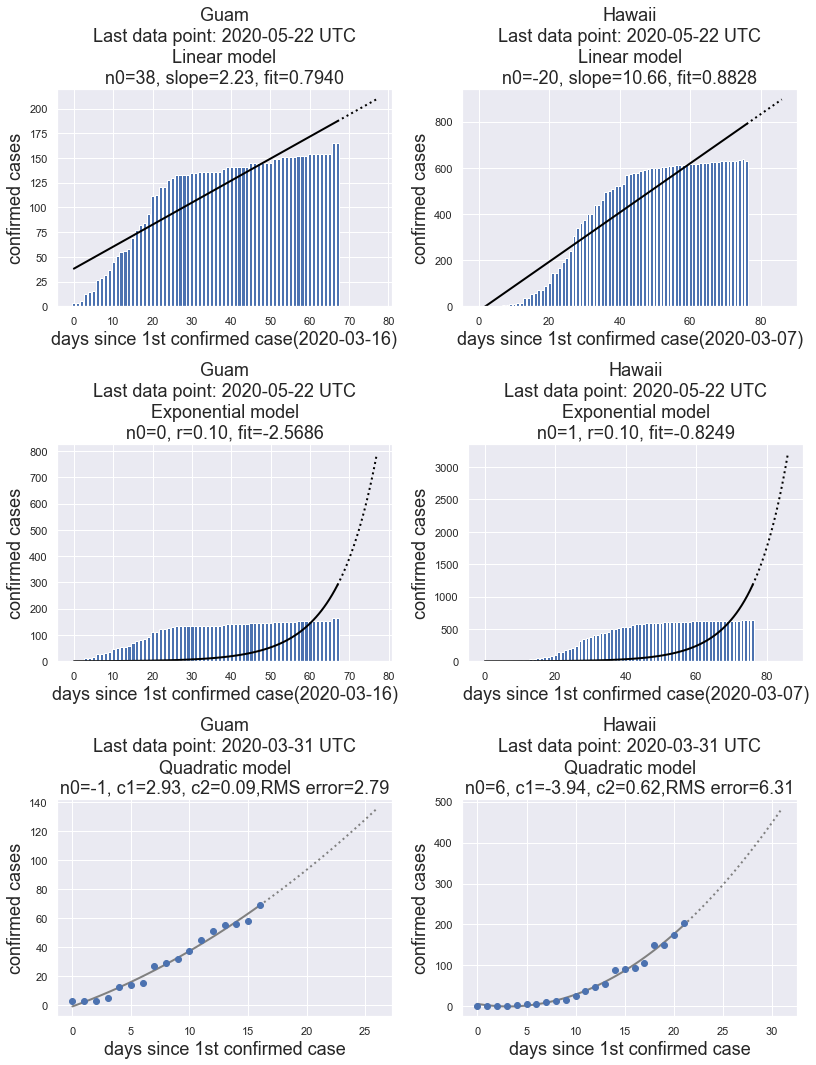 Guam
Last data point: 2020-05-22 UTC
Linear model
n0=38, slope=2.23, fit=0.7940
confirmed cases
200
175
150
125
100
75
50
25
0
0 10 20 30 40 50 60 70 80
days since 1st confirmed case(2020-03-16)
Hawaii
Last data point: 2020-05-22 UTC
Linear model
n0=-20, slope=10.66, fit=0.8828
confirmed cases
800
600
400
200
0
0 20 40 60 80
days since 1st confirmed case(2020-03-07)
Guam
Last data point: 2020-05-22 UTC
Exponential model
n0=0, r=0.10, fit=-2.5686
confirmed cases
800
700
600
500
400
300
200
100
0
0 10 20 30 40 50 60 70 80
days since 1st confirmed case(2020-03-16)
Hawaii
Last data point: 2020-05-22 UTC
Exponential model
n0=1, r=0.10, fit=-0.8249
confirmed cases
3000
2500
2000
1500
1000
500
0
0 20 40 60 80
days since 1st confirmed case(2020-03-07)
Guam
Last data point: 2020-03-31 UTC
Quadratic model
n0=-1, c1=2.93, c2=0.09,RMS error=2.79
confirmed cases
140
120
100
80
60
40
20
0
0 5 10 15 20 25
days since 1st confirmed case
Hawaii
Last data point: 2020-03-31 UTC
Quadratic model
n0=6, c1=-3.94, c2=0.62,RMS error=6.31
confirmed cases
500
400
300
200
100
0
0 5 10 15 20 25 30
days since 1st confirmed case